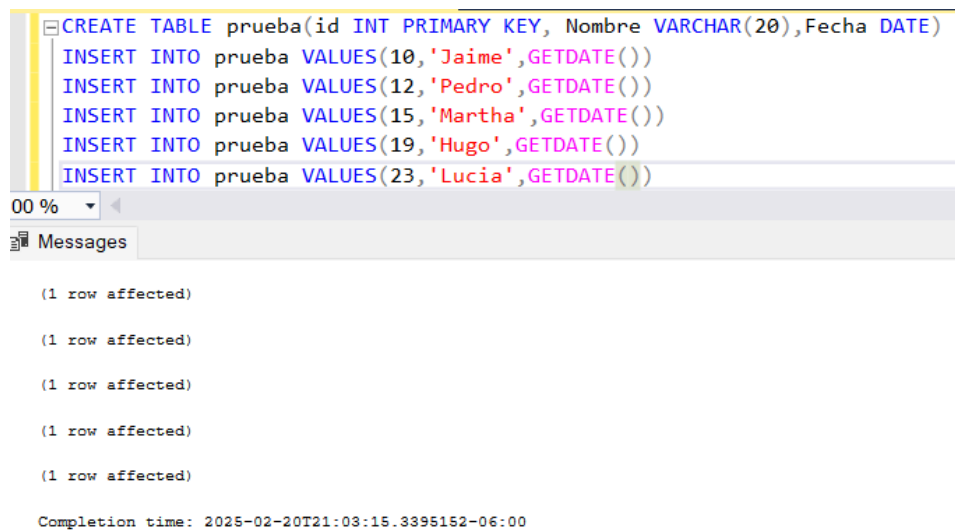 CREATE TABLE prueba(id INT PRIMARY KEY, Nombre VARCHAR(20),Fecha DATE)
INSERT INTO prueba VALUES(10,'Jaime',GETDATE())
INSERT INTO prueba VALUES(12,'Pedro',GETDATE())
INSERT INTO prueba VALUES(15,'Martha',GETDATE())
INSERT INTO prueba VALUES(19,'Hugo',GETDATE())
INSERT INTO prueba VALUES(23,'Lucia',GETDATE())
00 %
Messages
(1 row affected)
(1 row affected)
(1 row affected)
(1 row affected)
(1 row affected)
Completion time: 2025-02-20T21:03:15.3395152-06:00